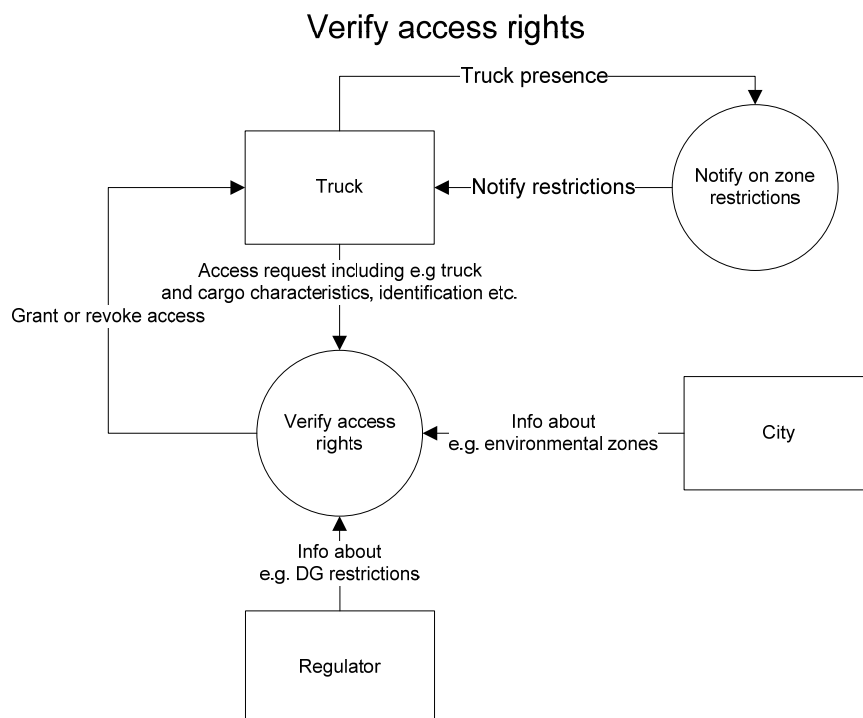 Verify access rights
Truck presence
Truck
Notify restrictions
Notify on zone
restrictions
Access request including e.g truck
and cargo characteristics, identification etc.
Grant or revoke access
Verify access
rights
Info about
e.g. environmental zones
City
Info about
e.g. DG restrictions
Regulator